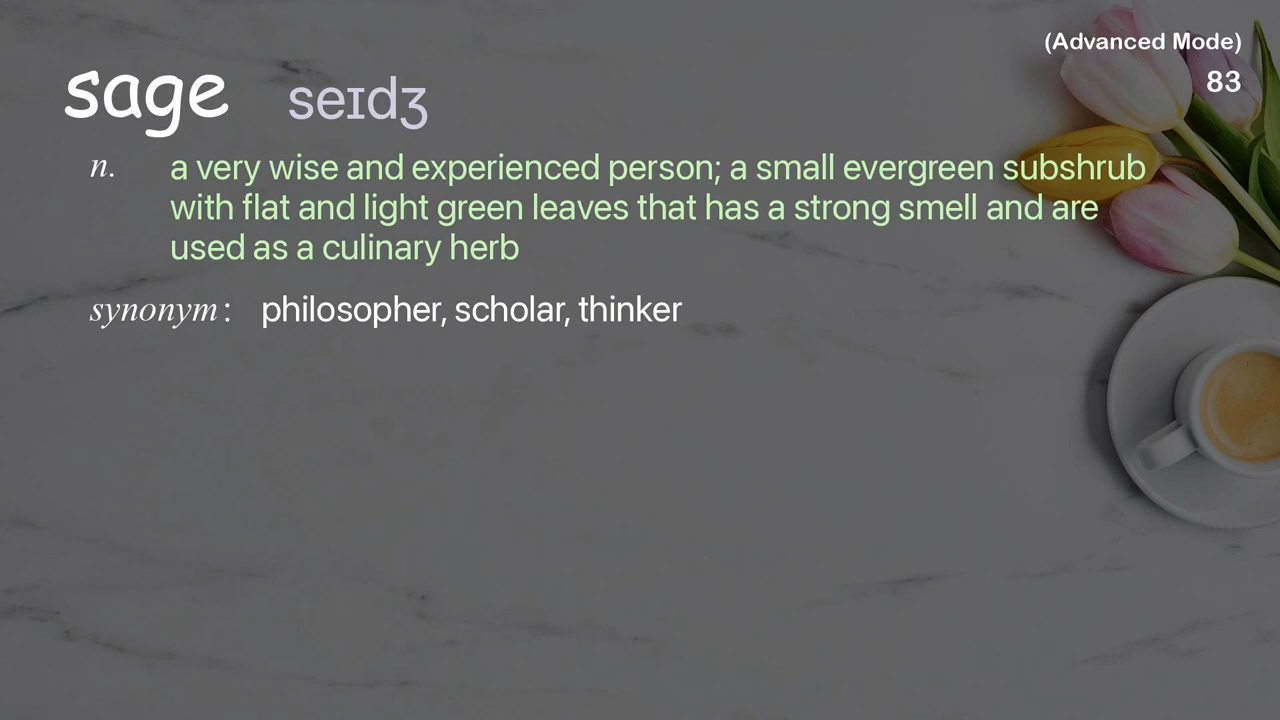 (Advanced Mode)
sage seɪdʒ
83
n. a very wise and experienced person; a small evergreen subshrub
with flat and light green leaves that has a strong smell and are
used as a culinary herb
synonym: philosopher, scholar, thinker